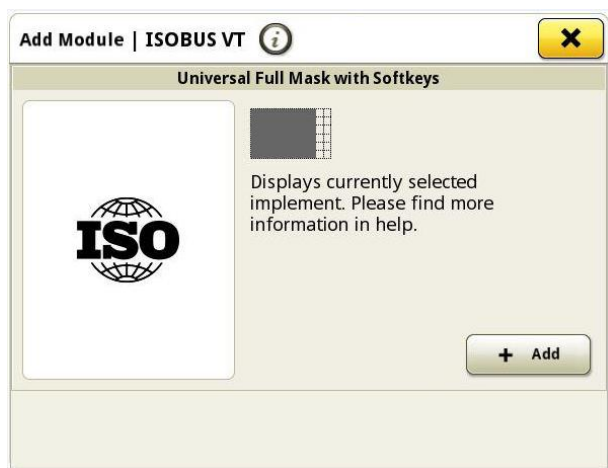 Add Module | ISOBUS VT i
Universal Full Mask with Softkeys
ISO
Displays currently selected
implement. Please find more
information in help.
+ Add